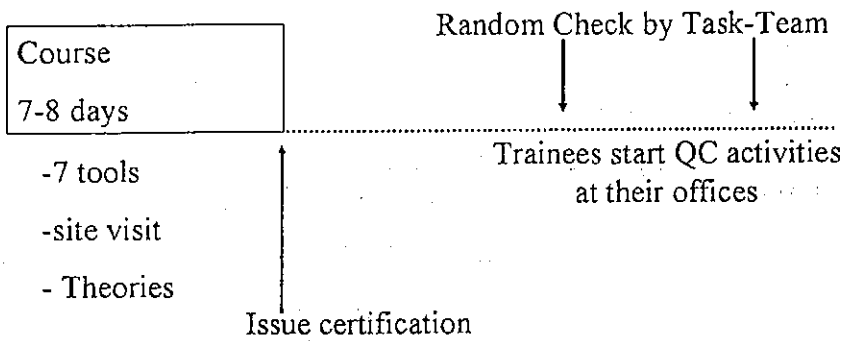 Random Check by Task-Team
Course
7-8 days
Trainees start QC activities
at their offices
-7 tools
-site visit
- Theories
Issue certification